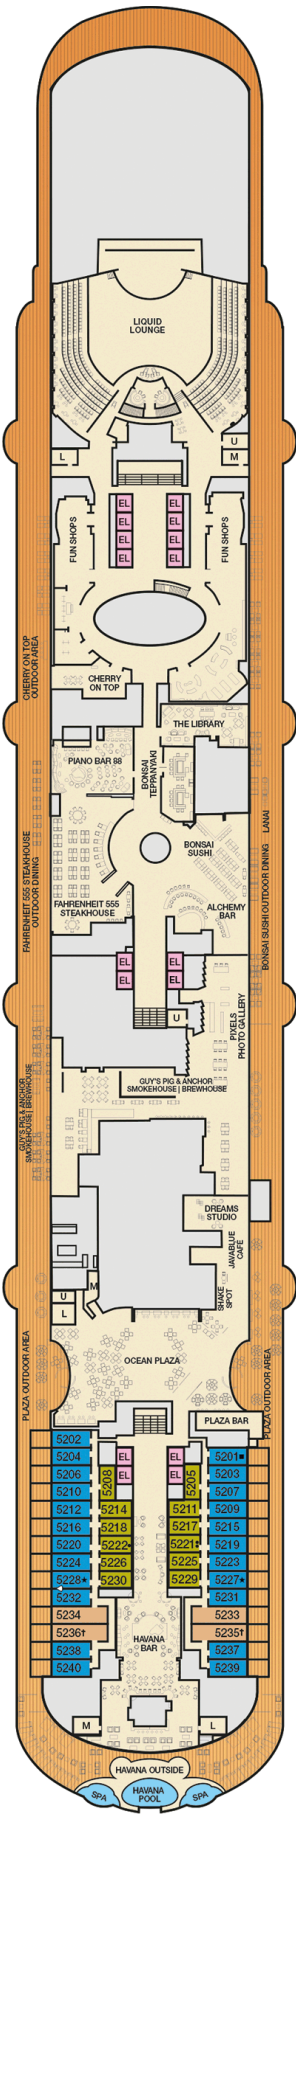 LIQUID
LOUNGE
L
U
M
FUN SHOPS
EL EL
EL EL
EL EL
EL EL
FUN SHOPS
CHERRY ON TOP
OUTDOOR AREA
CHERRY
ON TOP
THE LIBRARY
PIANO BAR 88
BONSAI
TEPPANYAKI
BONSAI
SUSHI
LANAI
FAHRENHEIT 555 STEAKHOUSE
OUTDOOR DINING
FAHRENHEIT 555
STEAKHOUSE
ALCHEMY
BAR
BONSAI SUSHI OUTDOOR DINING
EL EL
EL EL
U
PIXELS
PHOTO GALLERY
GUY'S PIG & ANCHOR
SMOKEHOUSE | BREWHOUSE
GUY'S PIG & ANCHOR
SMOKEHOUSE | BREWHOUSE
DREAMS
STUDIO
JAVABLUE
CAFÉ
SHAKE
SPOT
M
U
L
OCEAN PLAZA
PLAZA OUTDOOR AREA
PLAZA OUTDOOR AREA
PLAZA BAR
5202
5204 EL EL 5201■
5206 5208 EL EL 5205 5203
5210 5207
5212 5214 5211 5209
5216 5218 5217 5215
5220 5222 5221 5219
5224 5226 5225 5223
5228★ 5230 5229 5227★
5232 5231
5234 5233
5236† 5235†
5238 5237
5240 5239
HAVANA
BAR
M
L
HAVANA OUTSIDE
SPA
HAVANA
POOL
SPA